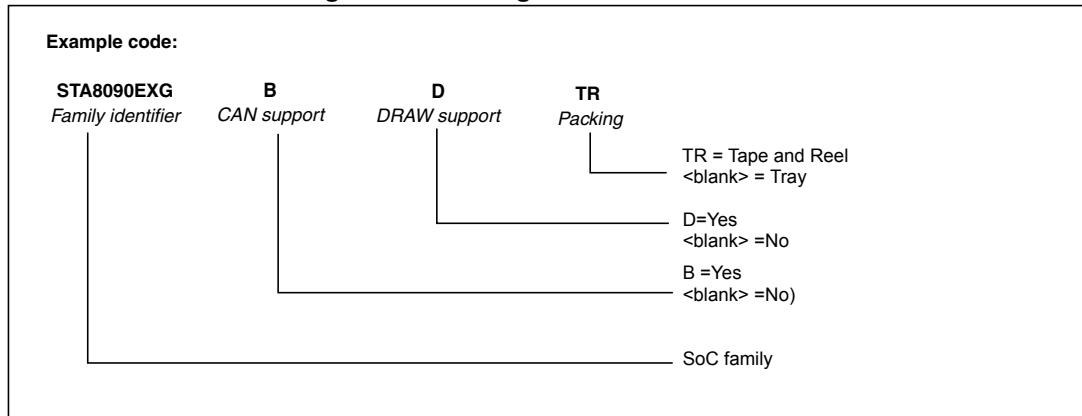 Example code:
STA8090EXG B D TR
Family identifier CAN support DRAW support Packing
TR = Tape and Reel
<blank> = Tray
D=Yes
<blank> =No
B =Yes
<blank> =No)
SoC family